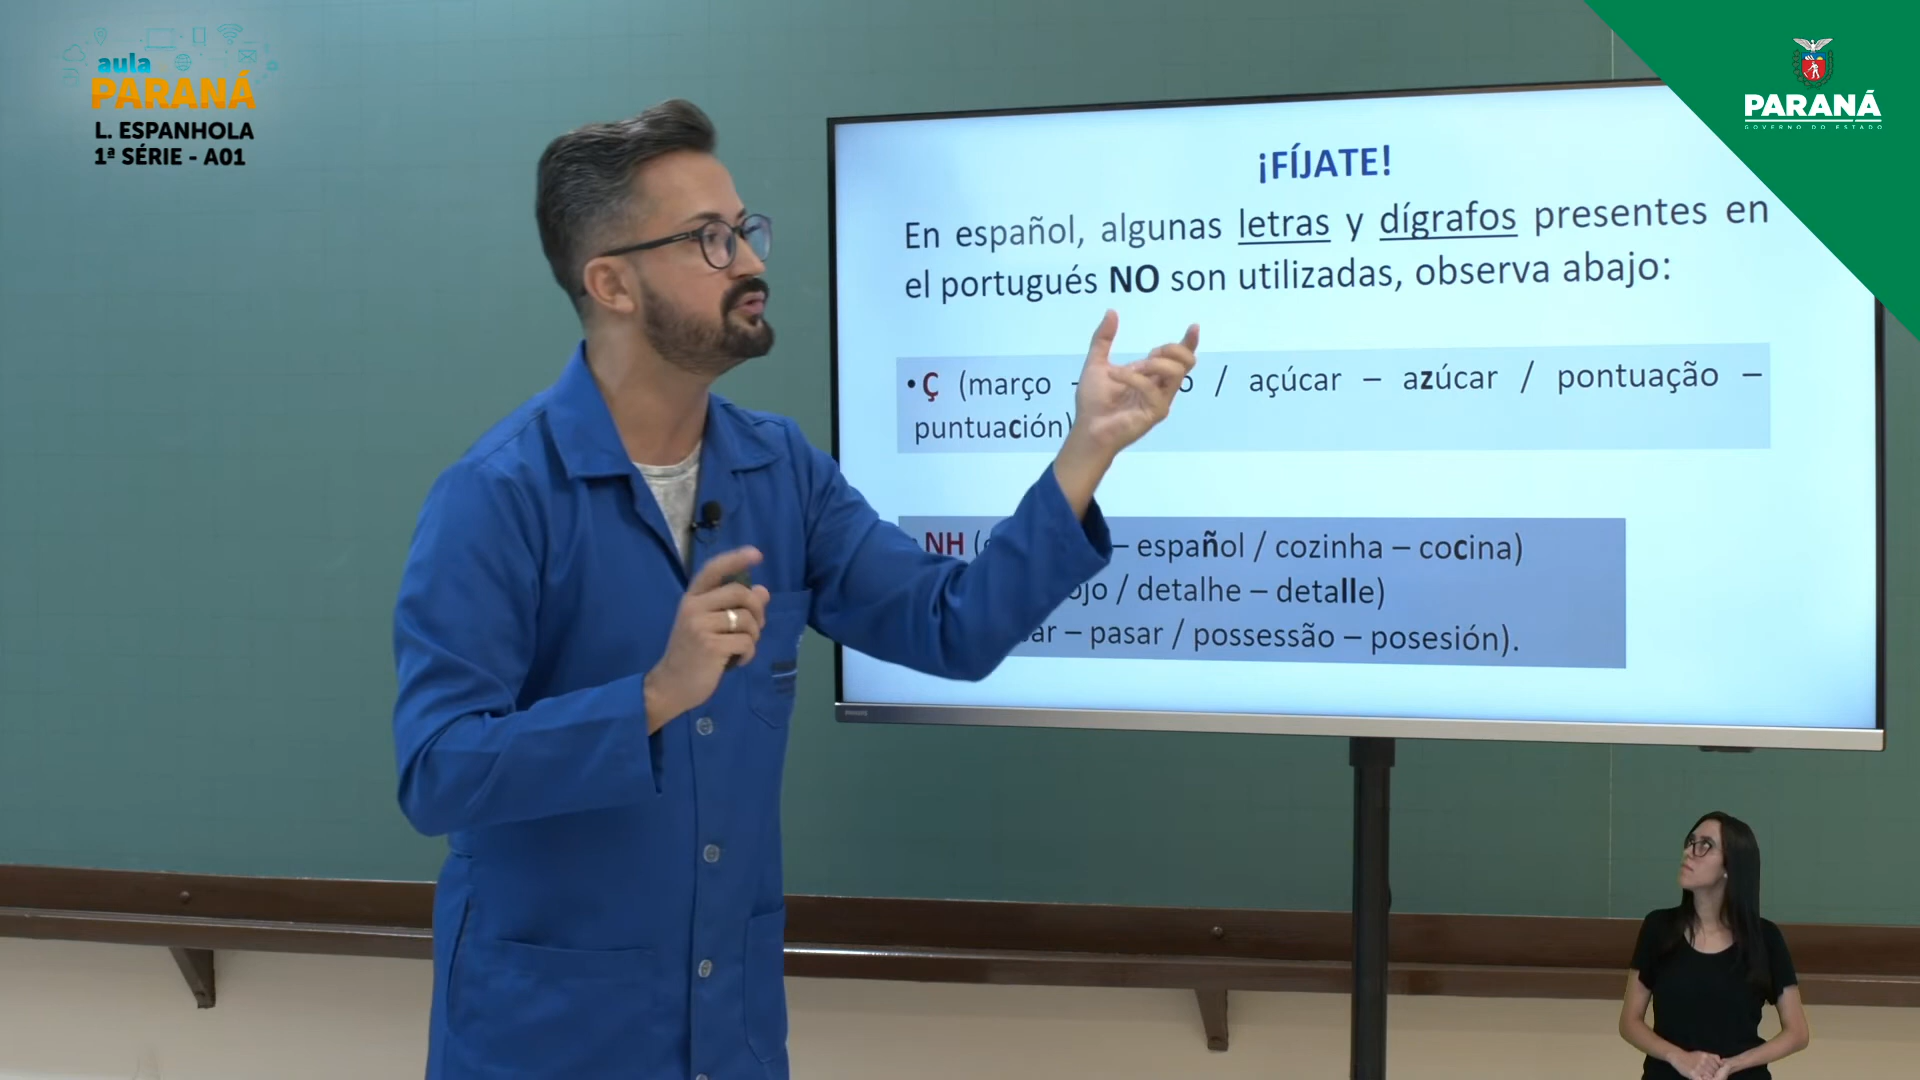 aula
PARANÁ
L. ESPANHOLA
1ª SÉRIE - A01
PARANÁ
GOVERNO DO ESTADO
¡FÍJATE!
En español, algunas letras y dígrafos presentes en
el portugués NO son utilizadas, observa abajo:
•Ç (março - o / açúcar – azúcar / pontuação –
puntuación)
NH ( – español / cozinha – cocina)
ojo / detalhe – detalle)
ar – pasar / possessão – posesión).